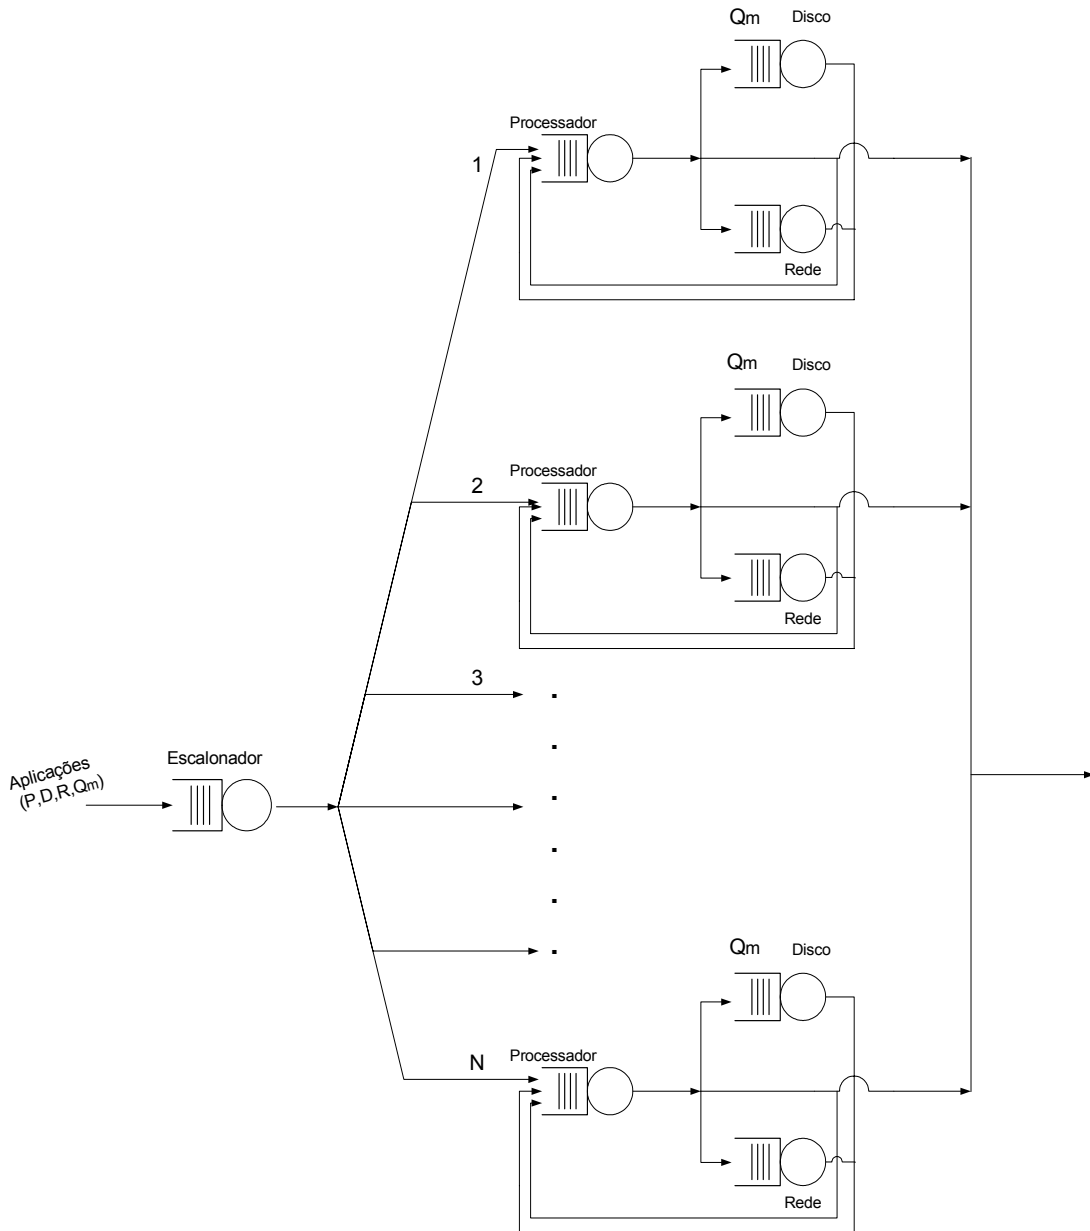 Qm
Disco
Processador
1
Rede
Qm
Disco
Processador
2
Rede
3
Aplicações
(P,D,R,Qm)
Escalonador
Qm
Disco
Processador
N
Rede